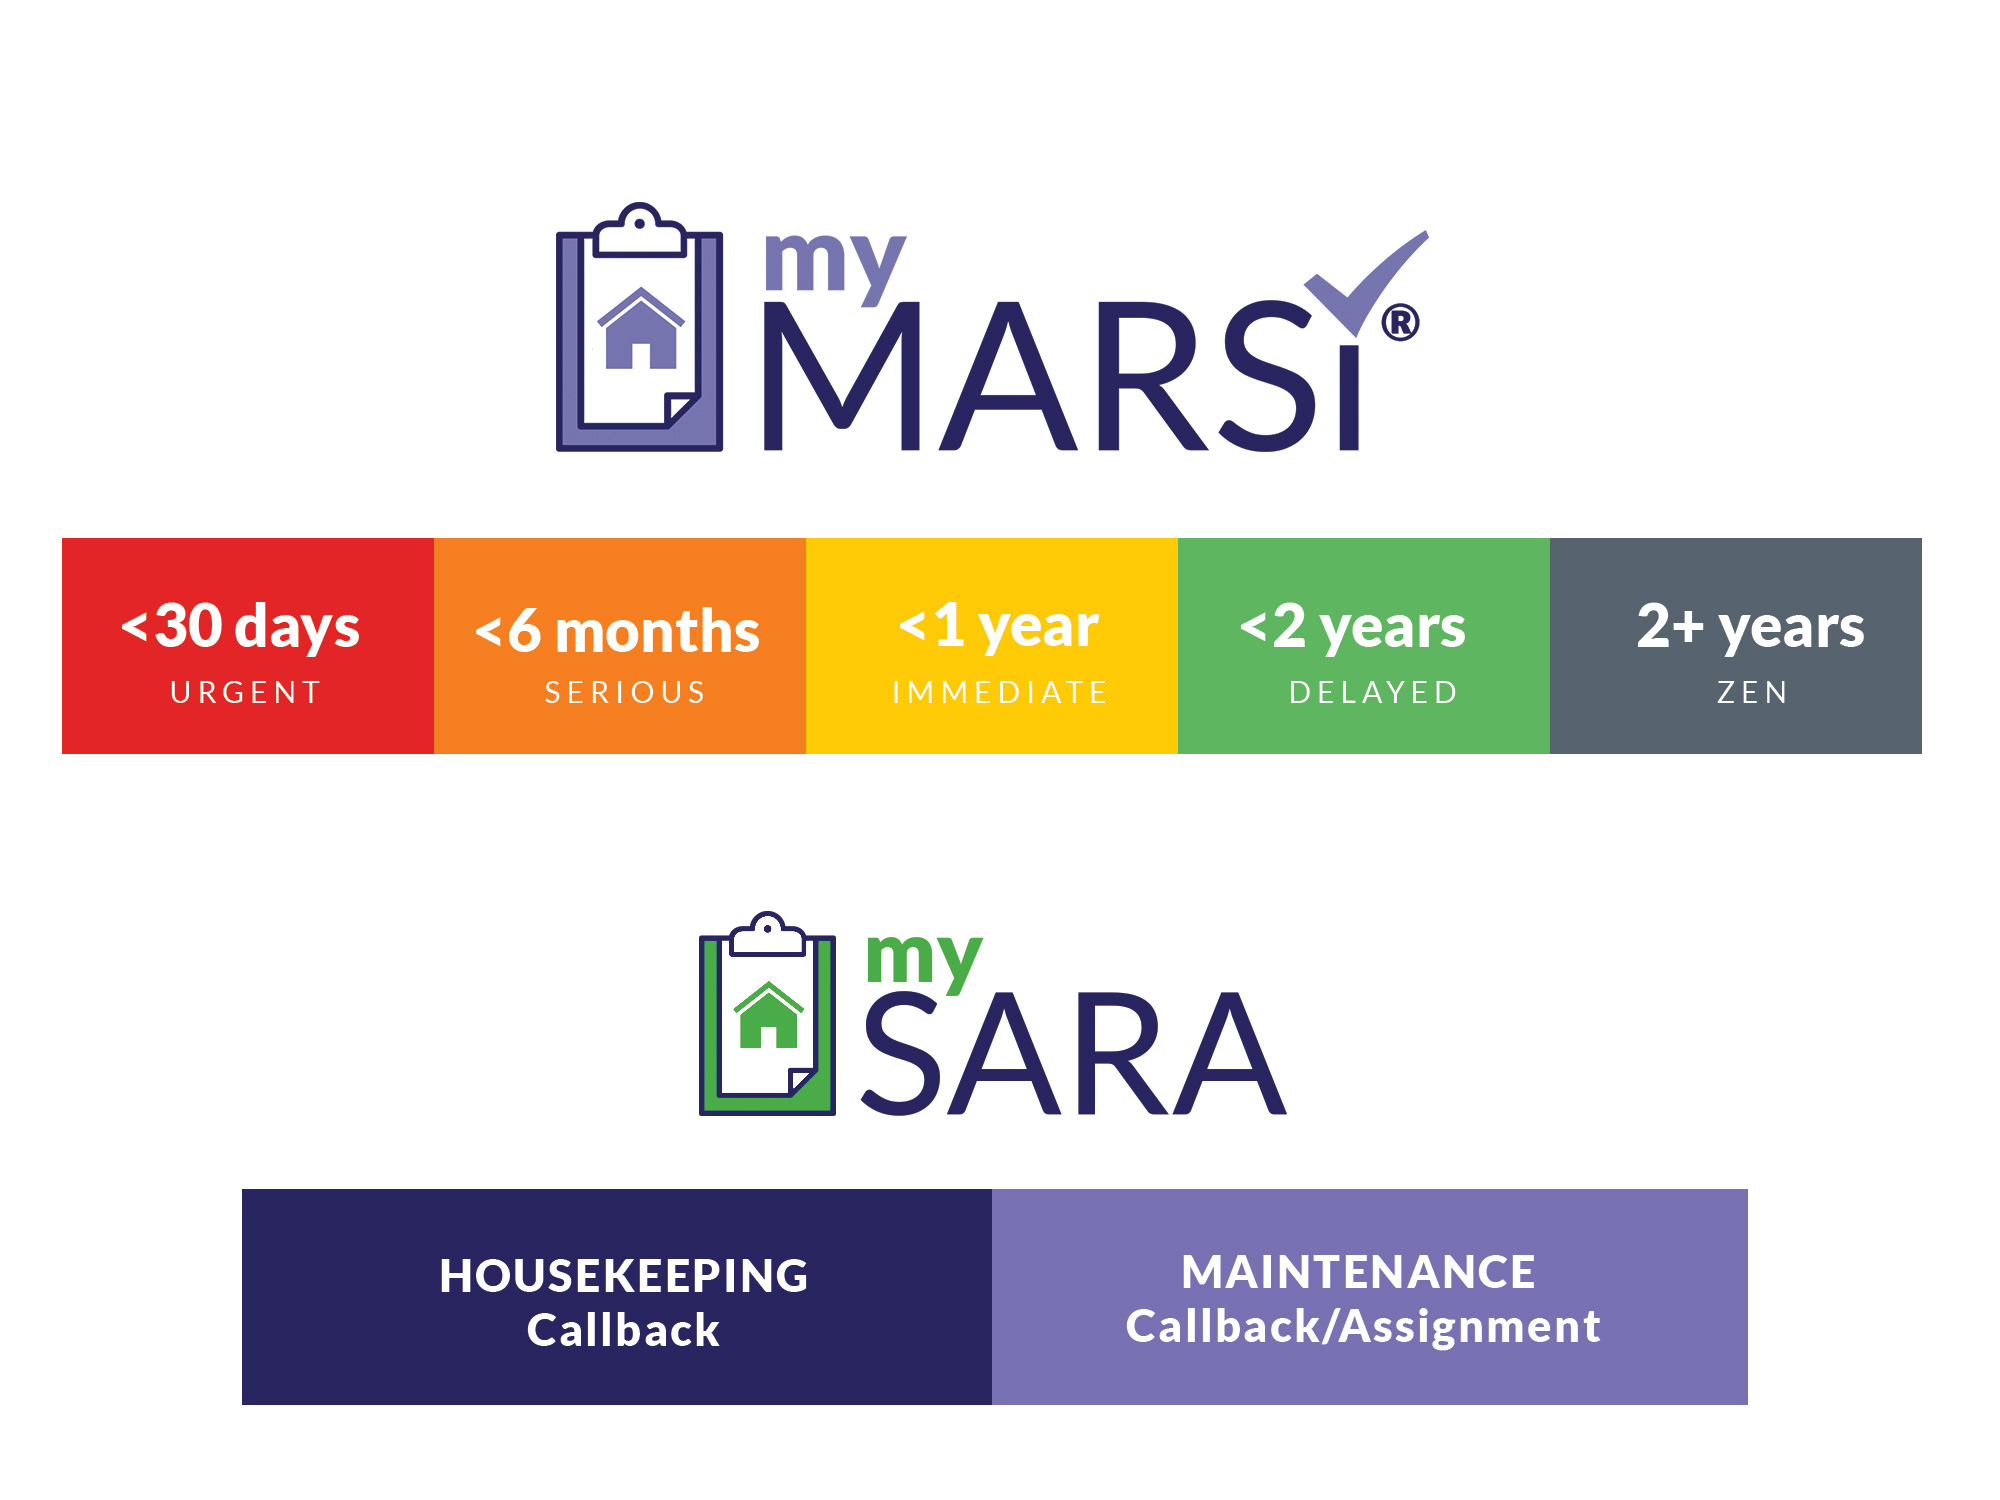 my
MARSi®
<30 days
URGENT
<6 months
SERIOUS
<1 year
IMMEDIATE
<2 years
DELAYED
2+ years
ZEN
my
SARA
HOUSEKEEPING
Callback
MAINTENANCE
Callback/Assignment